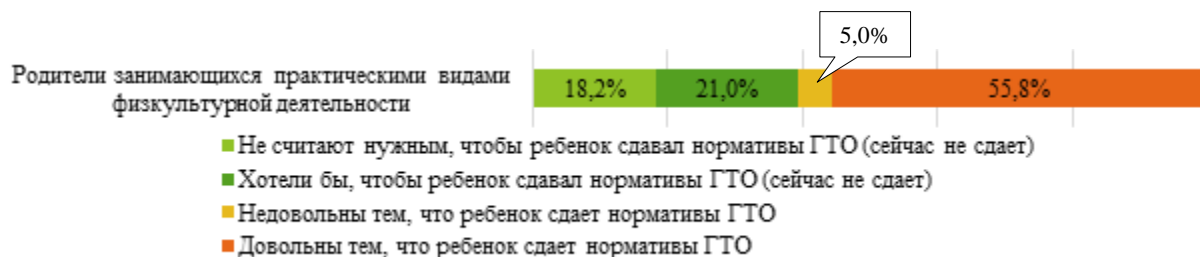 5,0%
Родители занимающихся практическими видами
физкультурной деятельности
18,2% 21,0% 55,8%
Не считают нужным, чтобы ребенок сдавал нормативы ГТО (сейчас не сдает)
Хотели бы, чтобы ребенок сдавал нормативы ГТО (сейчас не сдает)
Недовольны тем, что ребенок сдает нормативы ГТО
Довольны тем, что ребенок сдает нормативы ГТО